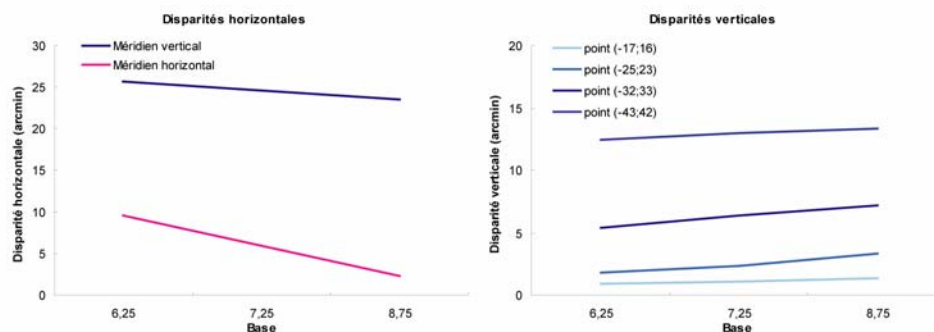 Disparités horizontales
Disparité horizontale (arcmin)
30
25
20
15
10
5
0
Méridien vertical
Méridien horizontal
6,25
7,25
8,75
Base
Disparités verticales
Disparité verticale (arcmin)
20
15
10
5
0
point (-17;16)
point (-25;23)
point (-32;33)
point (-43;42)
6,25
7,25
8,75
Base